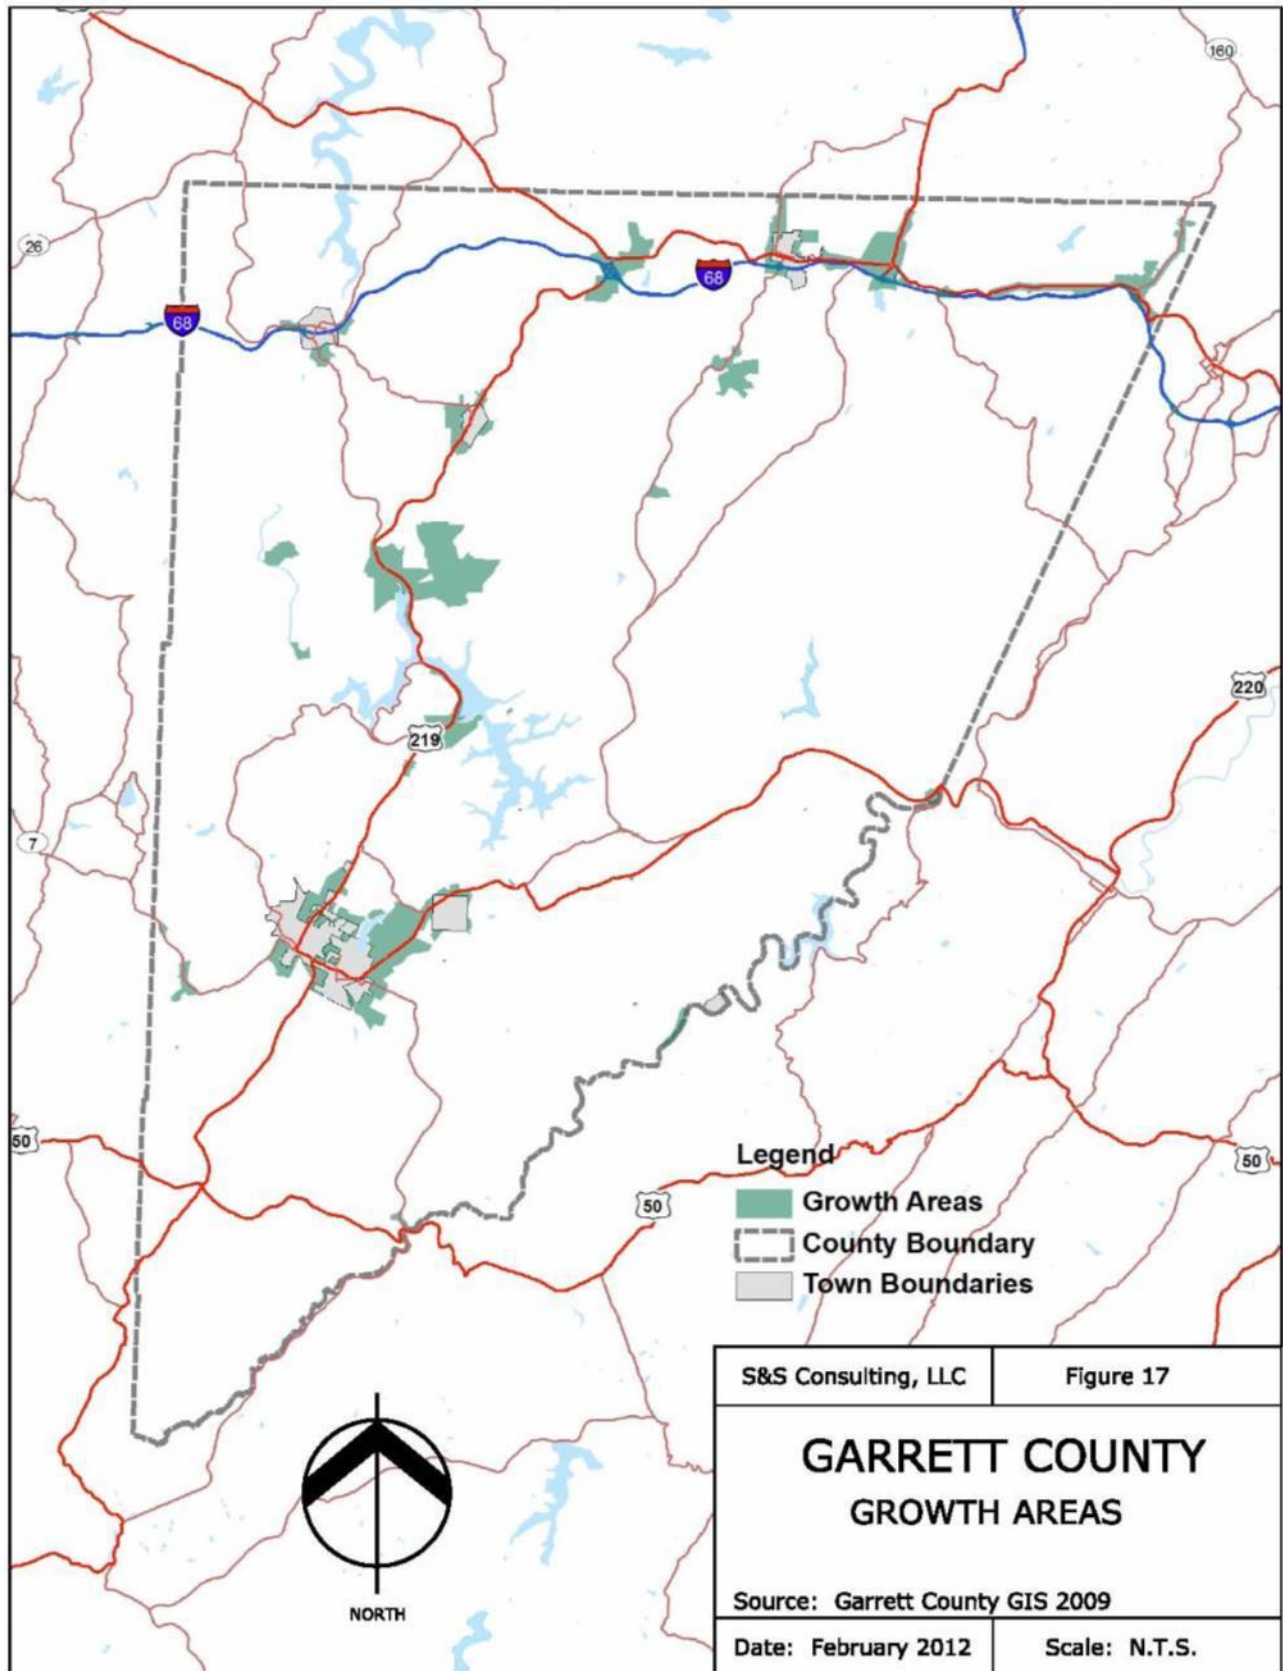 160
26
68
68
220
219
7
50
50
50
Legend
Growth Areas
County Boundary
Town Boundaries
S&S Consulting, LLC
Figure 17
GARRETT COUNTY
GROWTH AREAS
NORTH
Source: Garrett County GIS 2009
Date: February 2012
Scale: N.T.S.